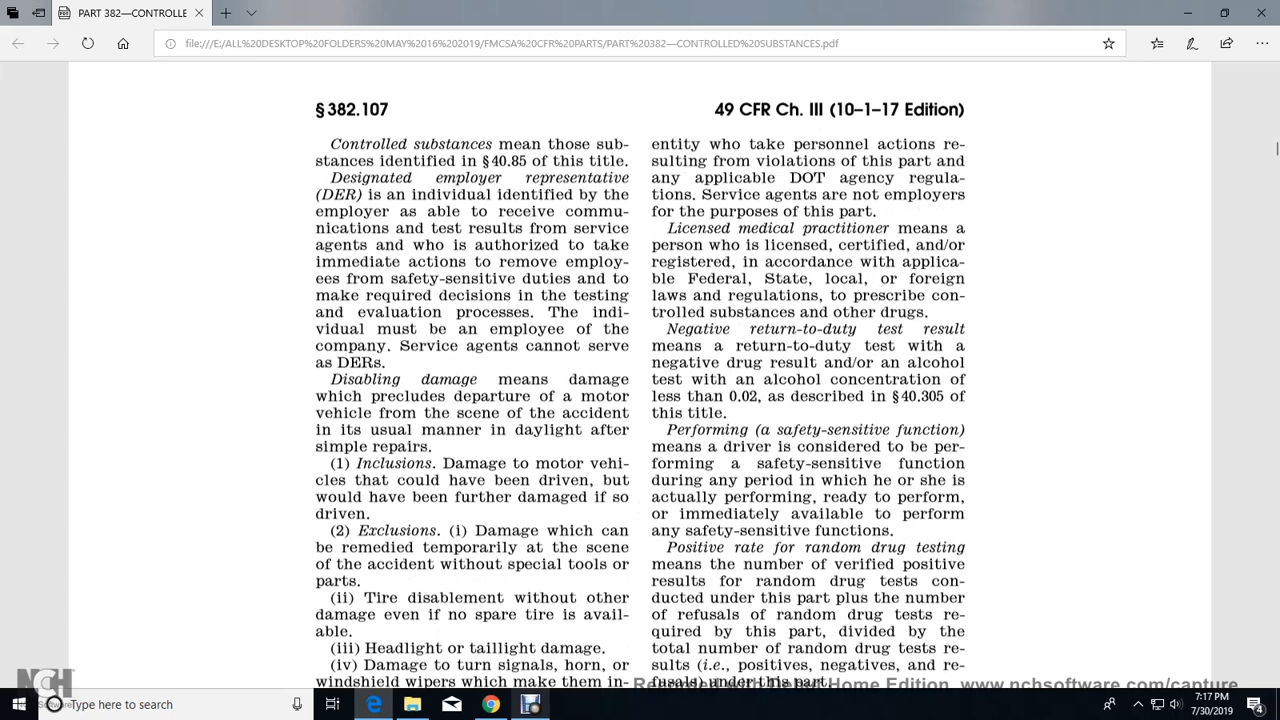 PART 382—CONTROLLE
file:///E:/ALL%20DESKTOP%20FOLDERS%20MAY%2016%202019/FMCSA%20CFR%20PARTS/PART%20382—CONTROLLED%20SUBSTANCES.pdf
§ 382.107
49 CFR Ch. III (10–1–17 Edition)
Controlled substances mean those sub-
stances identified in § 40.85 of this title.
Designated employer representative
(DER) is an individual identified by the
employer as able to receive commu-
nications and test results from service
agents and who is authorized to take
immediate actions to remove employ-
ees from safety-sensitive duties and to
make required decisions in the testing
and evaluation processes. The indi-
vidual must be an employee of the
company. Service agents cannot serve
as DERs.
Disabling damage means damage
which precludes departure of a motor
vehicle from the scene of the accident
in its usual manner in daylight after
simple repairs.
(1) Inclusions. Damage to motor vehi-
cles that could have been driven, but
would have been further damaged if so
driven.
(2) Exclusions. (i) Damage which can
be remedied temporarily at the scene
of the accident without special tools or
parts.
(ii) Tire disablement without other
damage even if no spare tire is avail-
able.
(iii) Headlight or taillight damage.
(iv) Damage to turn signals, horn, or
windshield wipers which make them in-
entity who take personnel actions re-
sulting from violations of this part and
any applicable DOT agency regula-
tions. Service agents are not employers
for the purposes of this part.
Licensed medical practitioner means a
person who is licensed, certified, and/or
registered, in accordance with applica-
ble Federal, State, local, or foreign
laws and regulations, to prescribe con-
trolled substances and other drugs.
Negative return-to-duty test result
means a return-to-duty test with a
negative drug result and/or an alcohol
test with an alcohol concentration of
less than 0.02, as described in § 40.305 of
this title.
Performing (a safety-sensitive function)
means a driver is considered to be per-
forming a safety-sensitive function
during any period in which he or she is
actually performing, ready to perform,
or immediately available to perform
any safety-sensitive functions.
Positive rate for random drug testing
means the number of verified positive
results for random drug tests con-
ducted under this part plus the number
of refusals of random drug tests re-
quired by this part, divided by the
total number of random drug tests re-
sults (i.e., positives, negatives, and re-
fusals) under this part.
Home Edition. www.nchsoftware.com/capture
NCH
Type here to search
7:17 PM
7/30/2019
4